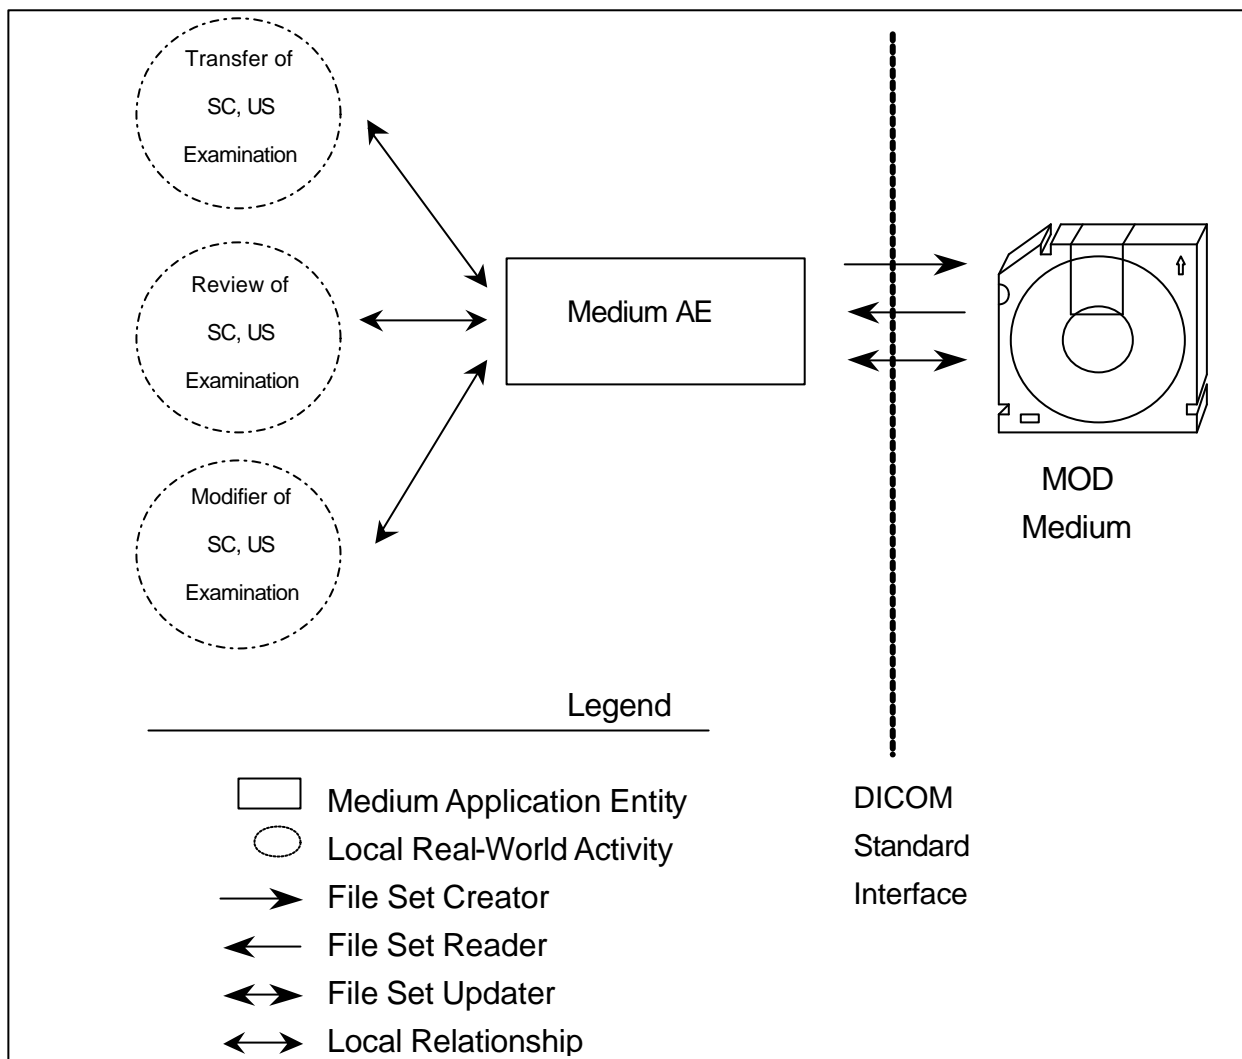 Transfer of
SC, US
Examination
Review of
SC, US
Examination
Modifier of
SC, US
Examination
Medium AE
MOD
Medium
Legend
Medium Application Entity
Local Real-World Activity
File Set Creator
File Set Reader
File Set Updater
Local Relationship
DICOM
Standard
Interface